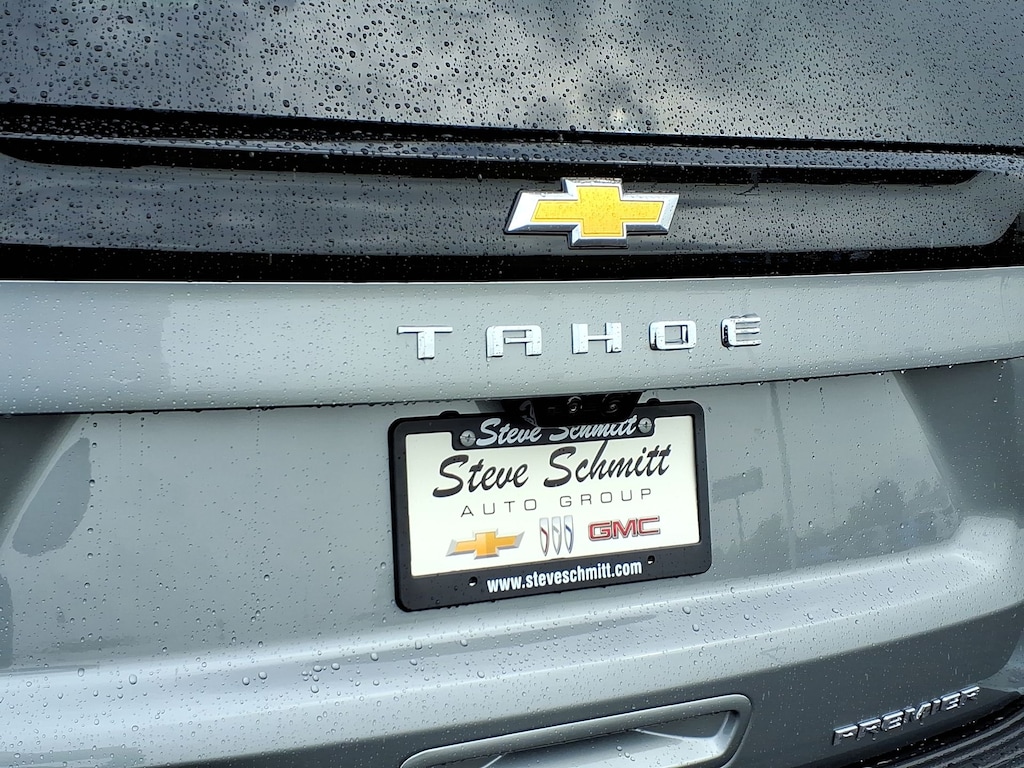 TAHOE
Steve Schmitt
Steve Schmitt
AUTO GROUP
GMC
www.steveschmitt.com
PREMIER